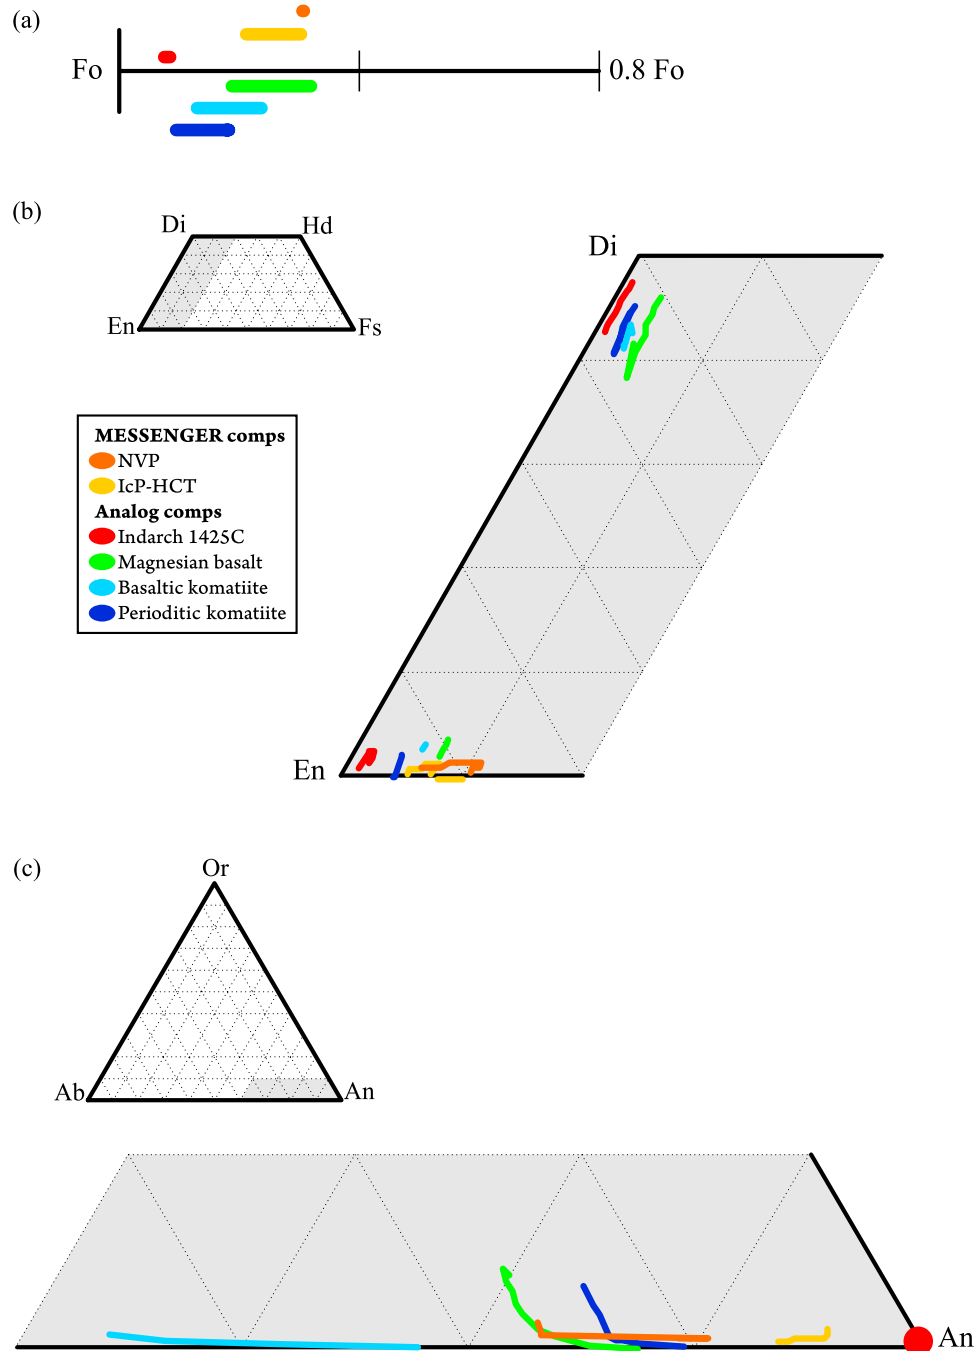 (a)
Fo
0.8 Fo
(b)
Di
Hd
En
Fs
Di
En
MESSENGER comps
NVP
IcP-HCT
Analog comps
Indarch 1425C
Magnesian basalt
Basaltic komatiite
Perioditic komatiite
(c)
Or
Ab
An
An